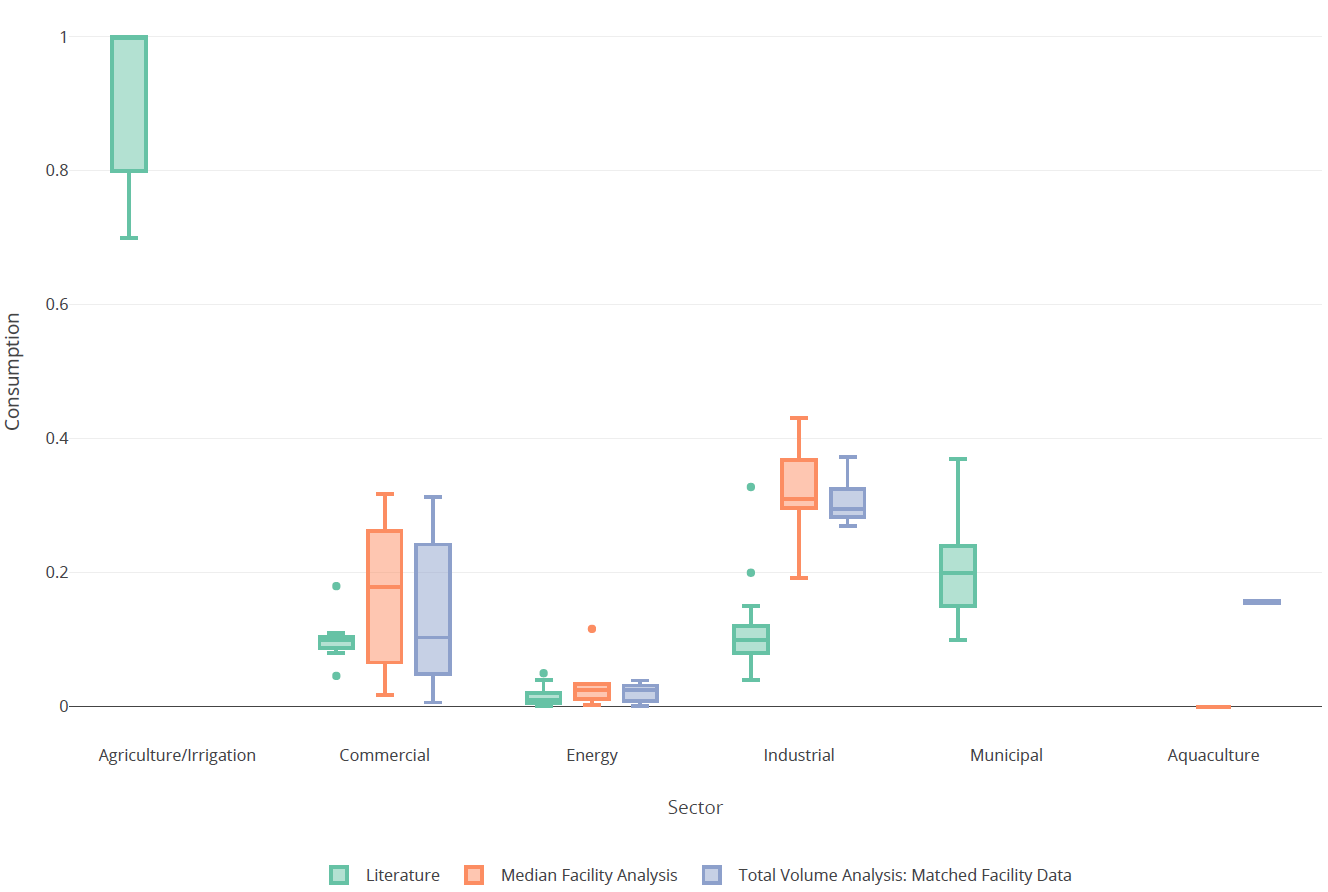 1
0.8
0.6
0.4
0.2
0
Consumption
Agriculture/Irrigation Commercial Energy Industrial Municipal Aquaculture
Sector
Literature Median Facility Analysis Total Volume Analysis: Matched Facility Data